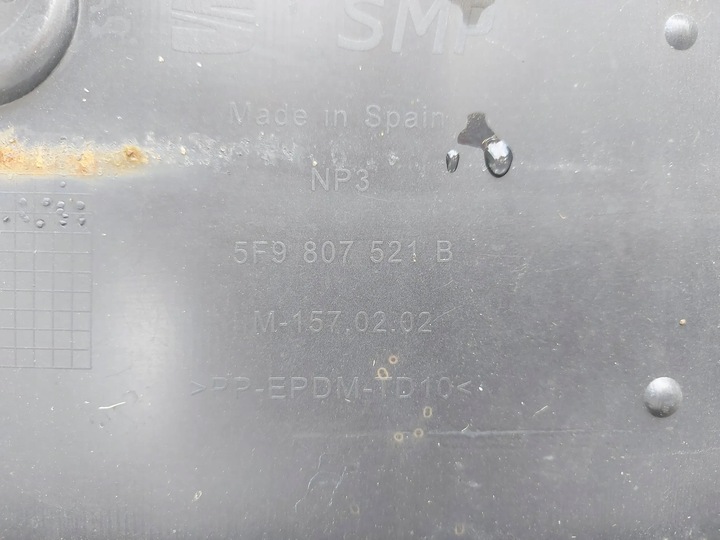 SMP
Made in Spain
NP3
5F9 807 521 B
M-157.02.02
>PP-EPDM-TD10<